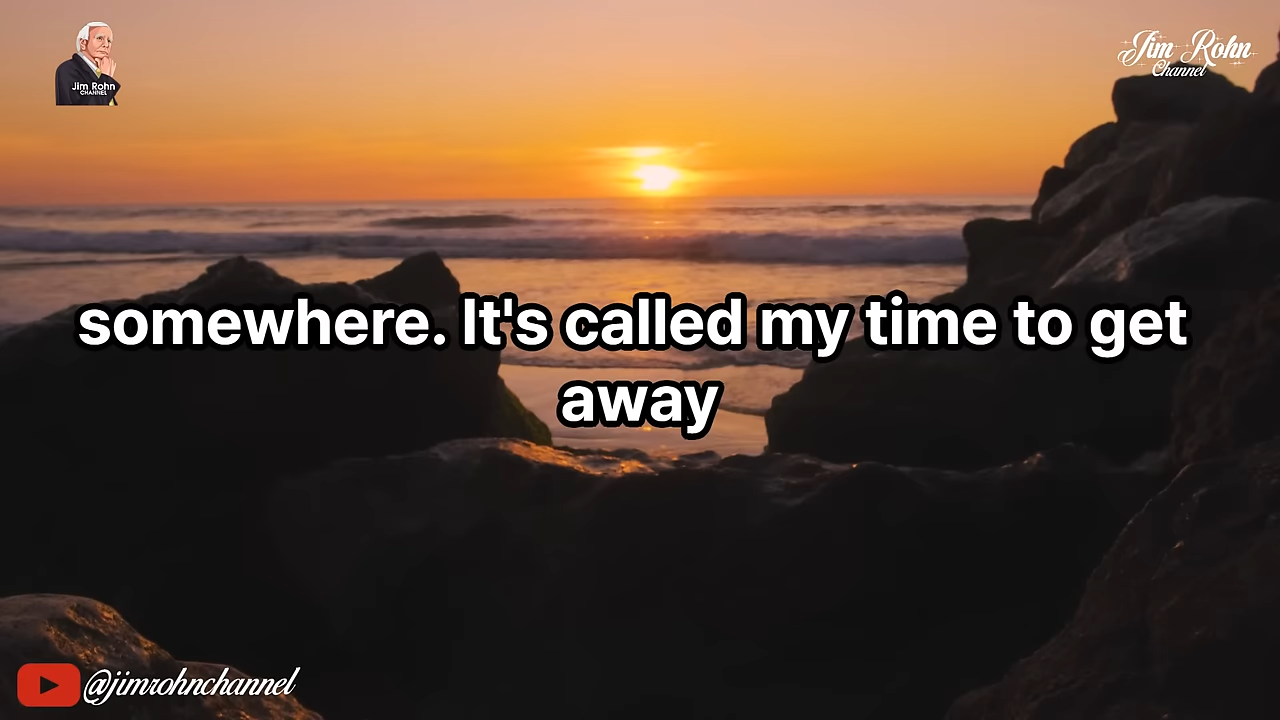 Jim Rohn
CHANNEL
Jim Rohn
Channel
somewhere. It's called my time to get
away
@jimrohnchannel